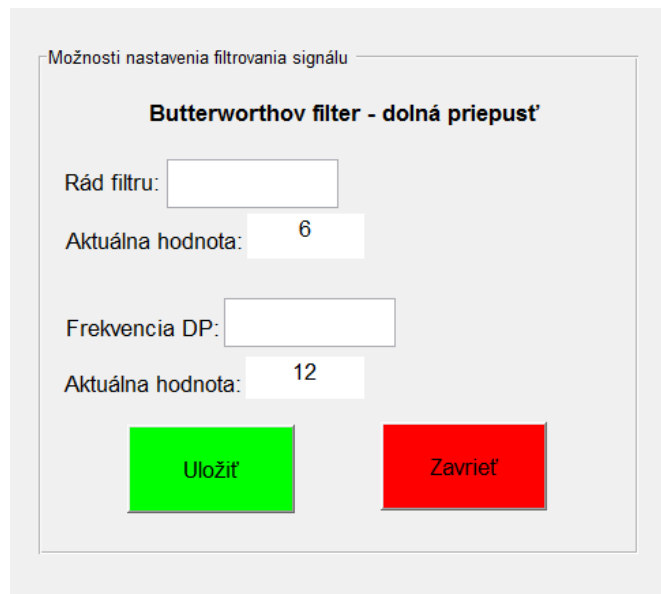 Možnosti nastavenia filtrovania signálu
Butterworthov filter - dolná priepusť
Rád filtru:
Aktuálna hodnota: 6
Frekvencia DP:
Aktuálna hodnota: 12
Uložiť Zavrieť